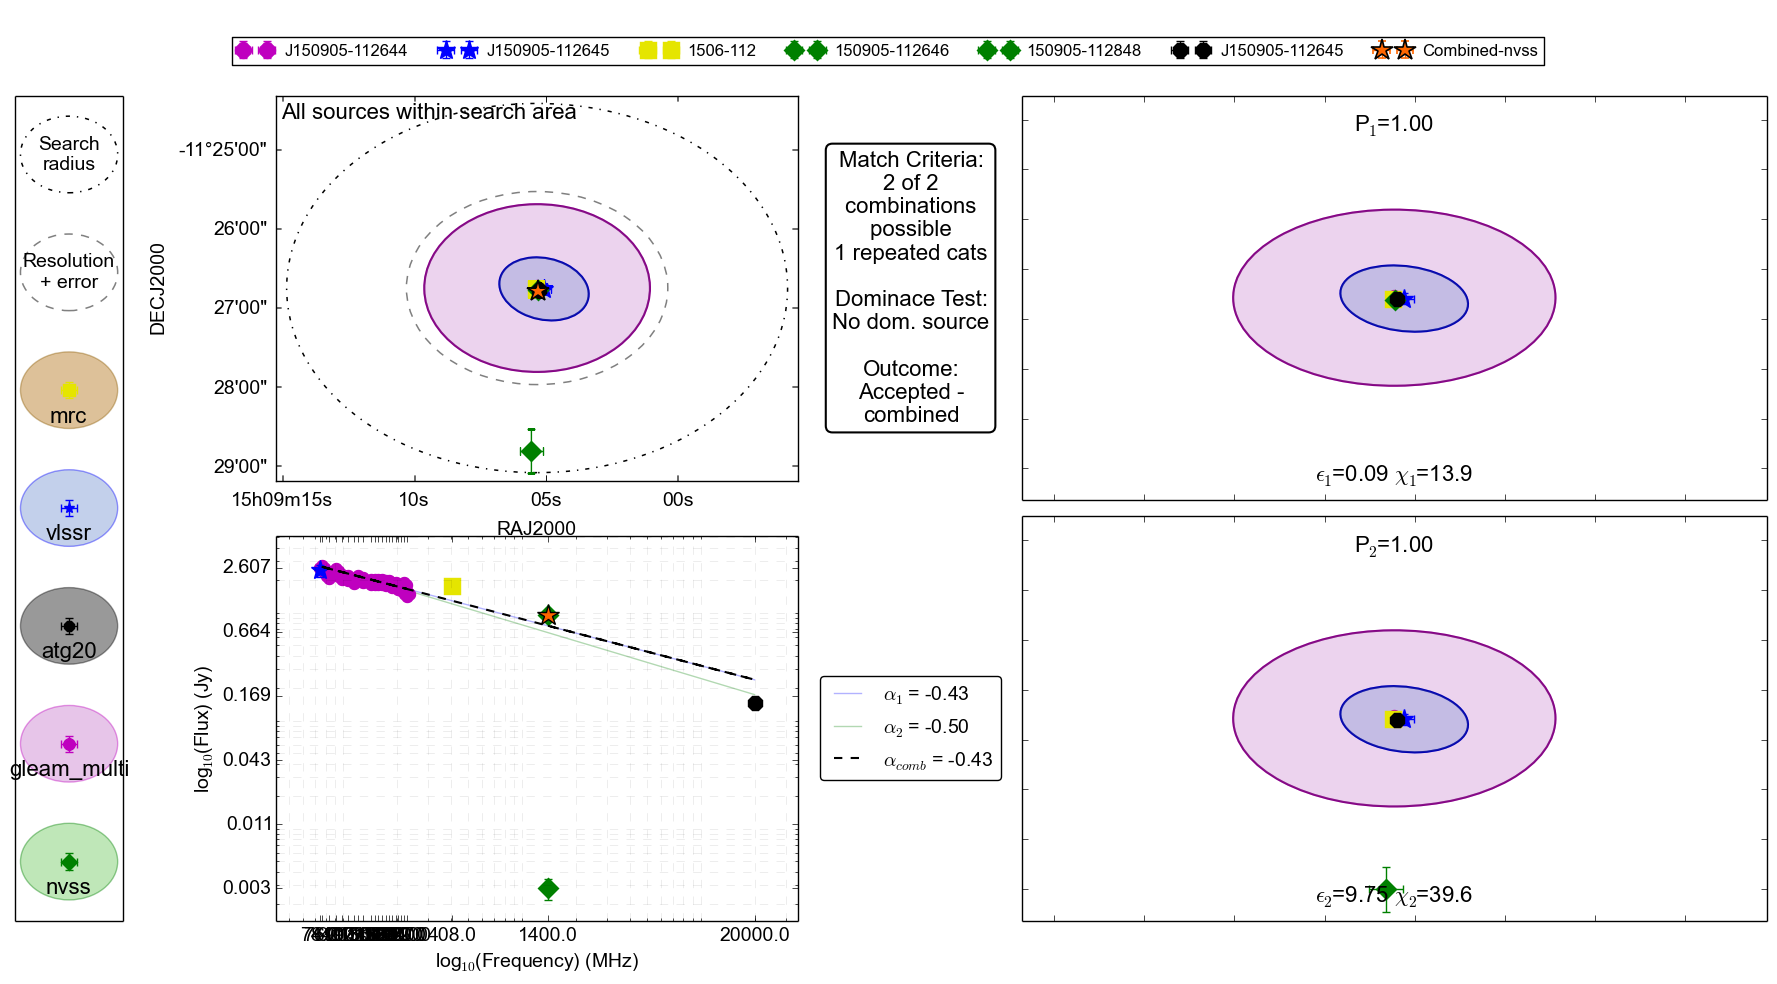 J150905-112644 J150905-112645 1506-112 150905-112646 150905-112848 J150905-112645 Combined-nvss
Search
radius
Resolution
+ error
mrc
vlssr
atg20
gleam_multi
nvss
All sources within search area
DECJ2000
-11°25'00"
26'00"
27'00"
28'00"
29'00"
15h09m15s 10s 05s 00s
RAJ2000
Match Criteria:
2 of 2
combinations
possible
1 repeated cats
Dominace Test:
No dom. source
Outcome:
Accepted -
combined
P1=1.00
ϵ1=0.09 χ1=13.9
log10(Flux) (Jy)
2.607
0.664
0.169
0.043
0.011
0.003
408.0 1400.0 20000.0
log10(Frequency) (MHz)
α1 = -0.43
α2 = -0.50
αcomb = -0.43
P2=1.00
ϵ2=9.75 χ2=39.6